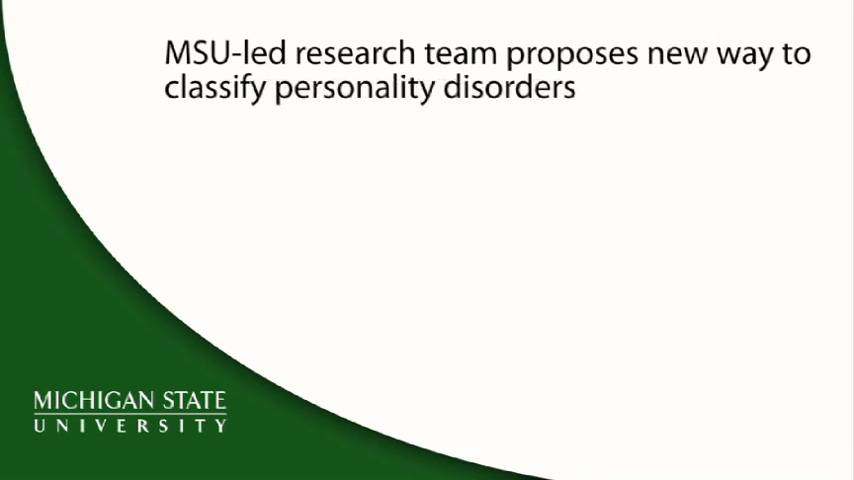 MSU-led research team proposes new way to
classify personality disorders
MICHIGAN STATE
UNIVERSITY